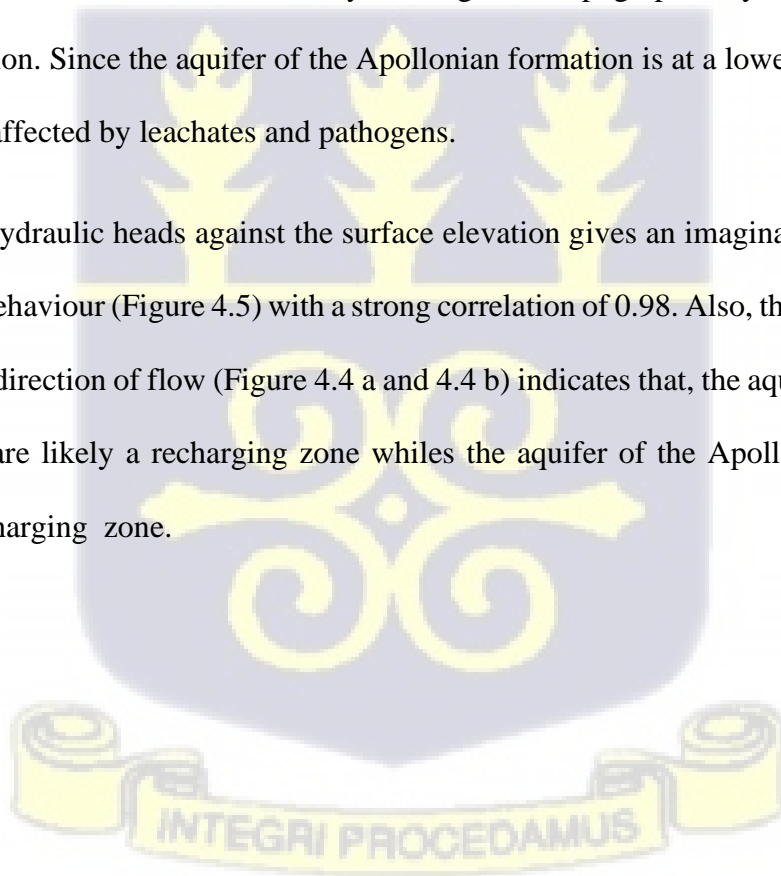 ion. Since the aquifer of the Apollonian formation is at a lowe
affected by leachates and pathogens.
ydraulic heads against the surface elevation gives an imagina
ehaviour (Figure 4.5) with a strong correlation of 0.98. Also, th
direction of flow (Figure 4.4 a and 4.4 b) indicates that, the aqu
are likely a recharging zone whiles the aquifer of the Apoll
harging zone.
INTEGRI PROCEDAMUS